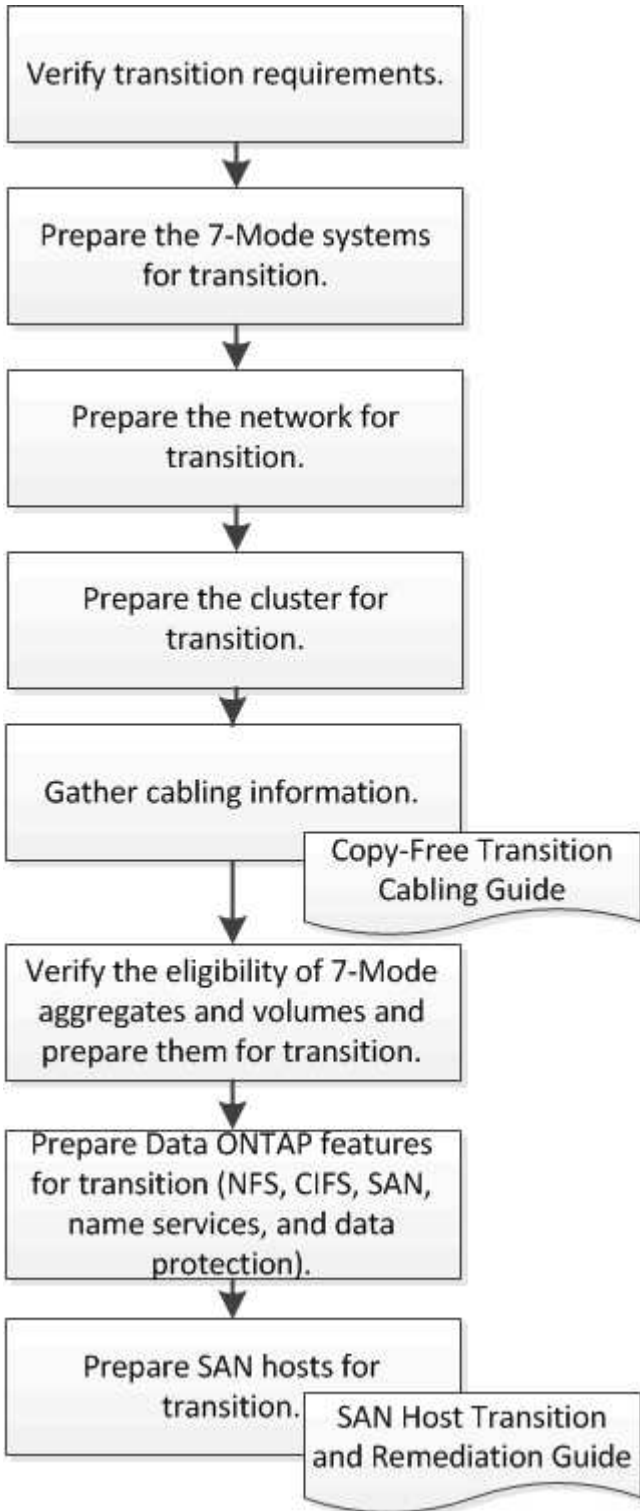 Verify transition requirements.
Prepare the 7-Mode systems
for transition.
Prepare the network for
transition.
Prepare the cluster for
transition.
Gather cabling information.
Copy-Free Transition
Cabling Guide
Verify the eligibility of 7-Mode
aggregates and volumes and
prepare them for transition.
Prepare Data ONTAP features
for transition (NFS, CIFS, SAN,
name services, and data
protection).
Prepare SAN hosts for
transition.
SAN Host Transition
and Remediation Guide